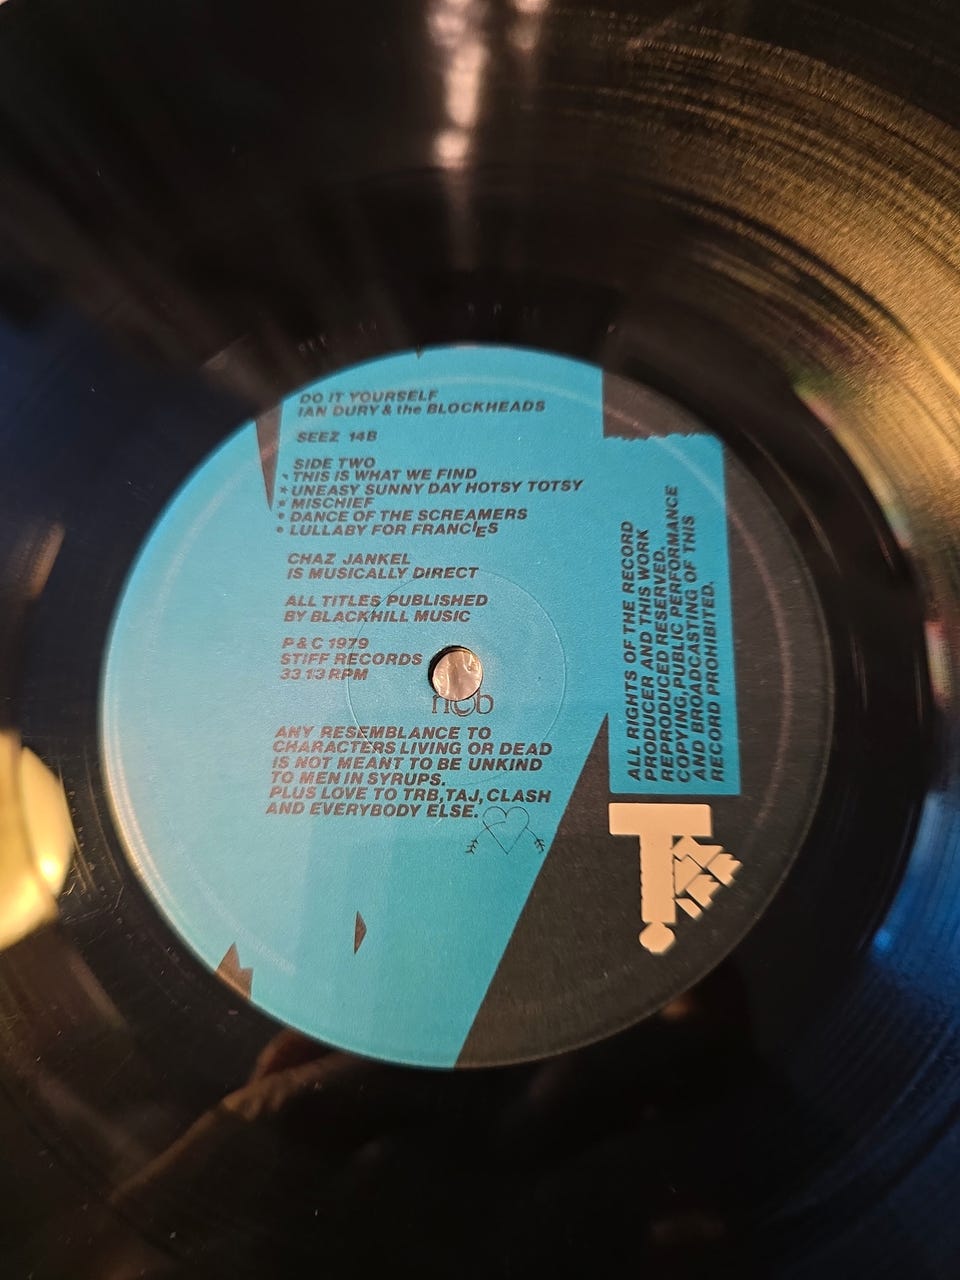 DO IT YOURSELF
IAN DURY & the BLOCKHEADS
SEEZ 14B
SIDE TWO
• THIS IS WHAT WE FIND
* UNEASY SUNNY DAY HOTSY TOTSY
* MISCHIEF
• DANCE OF THE SCREAMERS
• LULLABY FOR FRANCIES
CHAZ JANKEL
IS MUSICALLY DIRECT
ALL TITLES PUBLISHED
BY BLACKHILL MUSIC
P & C 1979
STIFF RECORDS
33.13 RPM
mcb
ANY RESEMBLANCE TO
CHARACTERS LIVING OR DEAD
IS NOT MEANT TO BE UNKIND
TO MEN IN SYRUPS.
PLUS LOVE TO TRB, TAJ, CLASH
AND EVERYBODY ELSE.
ALL RIGHTS OF THE RECORD
PRODUCER AND THIS WORK
REPRODUCED RESERVED.
COPYING, PUBLIC PERFORMANCE
AND BROADCASTING OF THIS
RECORD PROHIBITED.